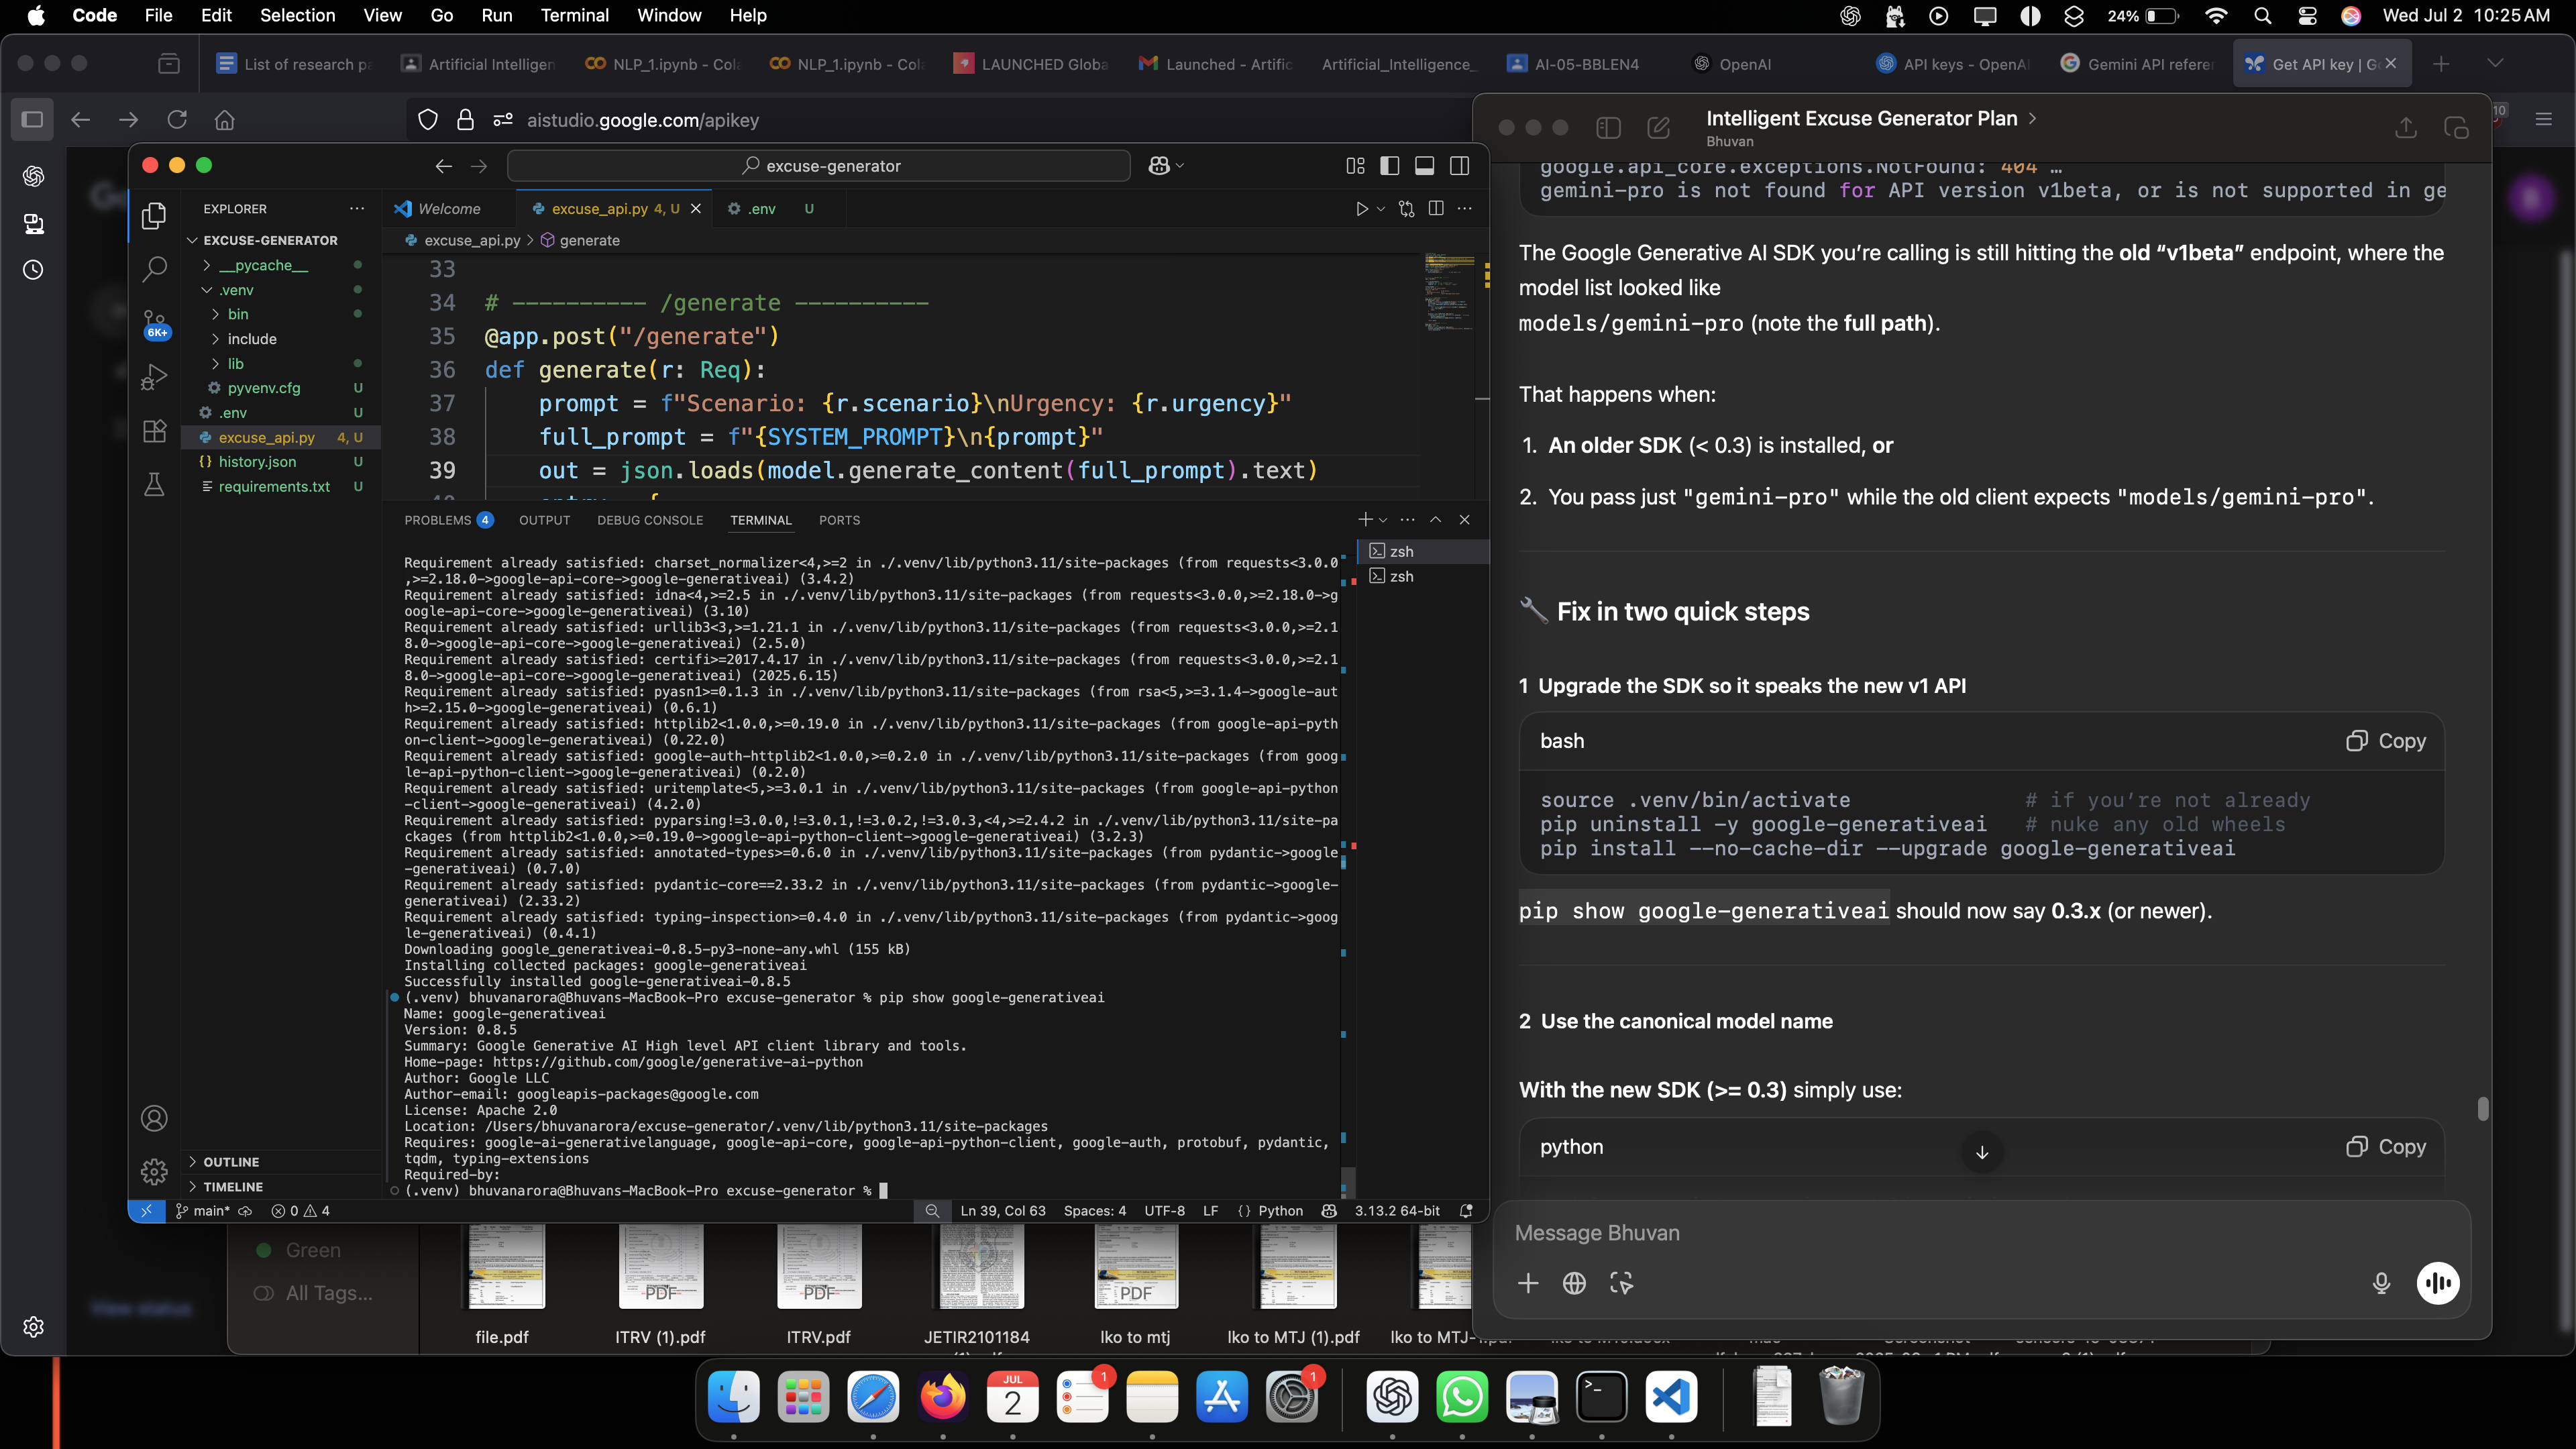 Code File Edit Selection View Go Run Terminal Window Help
24% Wed Jul 2 10:25 AM
List of research pa
Artificial Intelligen
NLP_1.ipynb - Cola
NLP_1.ipynb - Cola
LAUNCHED Globa
Launched - Artific
Artificial_Intelligence_
AI-05-BBLEN4
OpenAI
API keys - OpenAI
Gemini API referen
Get API key | Go
aistudio.google.com/apikey
10
excuse-generator
EXPLORER
EXCUSE-GENERATOR
__pycache__
.venv
bin
include
lib
pyvenv.cfg U
.env U
excuse_api.py 4, U
history.json U
requirements.txt U
6K+
OUTLINE
TIMELINE
Welcome
excuse_api.py 4, U
.env U
excuse_api.py > generate
33
34 # ---------- /generate ----------
35 @app.post("/generate")
36 def generate(r: Req):
37 prompt = f"Scenario: {r.scenario}\nUrgency: {r.urgency}"
38 full_prompt = f"{SYSTEM_PROMPT}\n{prompt}"
39 out = json.loads(model.generate_content(full_prompt).text)
PROBLEMS 4 OUTPUT DEBUG CONSOLE TERMINAL PORTS
zsh
zsh
Requirement already satisfied: charset_normalizer<4,>=2 in ./.venv/lib/python3.11/site-packages (from requests<3.0.0
,>=2.18.0->google-api-core->google-generativeai) (3.4.2)
Requirement already satisfied: idna<4,>=2.5 in ./.venv/lib/python3.11/site-packages (from requests<3.0.0,>=2.18.0->g
oogle-api-core->google-generativeai) (3.10)
Requirement already satisfied: urllib3<3,>=1.21.1 in ./.venv/lib/python3.11/site-packages (from requests<3.0.0,>=2.1
8.0->google-api-core->google-generativeai) (2.5.0)
Requirement already satisfied: certifi>=2017.4.17 in ./.venv/lib/python3.11/site-packages (from requests<3.0.0,>=2.1
8.0->google-api-core->google-generativeai) (2025.6.15)
Requirement already satisfied: pyasn1>=0.1.3 in ./.venv/lib/python3.11/site-packages (from rsa<5,>=3.1.4->google-aut
h>=2.15.0->google-generativeai) (0.6.1)
Requirement already satisfied: httplib2<1.0.0,>=0.19.0 in ./.venv/lib/python3.11/site-packages (from google-api-pyth
on-client->google-generativeai) (0.22.0)
Requirement already satisfied: google-auth-httplib2<1.0.0,>=0.2.0 in ./.venv/lib/python3.11/site-packages (from goog
le-api-python-client->google-generativeai) (0.2.0)
Requirement already satisfied: uritemplate<5,>=3.0.1 in ./.venv/lib/python3.11/site-packages (from google-api-python
-client->google-generativeai) (4.2.0)
Requirement already satisfied: pyparsing!=3.0.0,!=3.0.1,!=3.0.2,!=3.0.3,<4,>=2.4.2 in ./.venv/lib/python3.11/site-pa
ckages (from httplib2<1.0.0,>=0.19.0->google-api-python-client->google-generativeai) (3.2.3)
Requirement already satisfied: annotated-types>=0.6.0 in ./.venv/lib/python3.11/site-packages (from pydantic->google
-generativeai) (0.7.0)
Requirement already satisfied: pydantic-core==2.33.2 in ./.venv/lib/python3.11/site-packages (from pydantic->google-
generativeai) (2.33.2)
Requirement already satisfied: typing-inspection>=0.4.0 in ./.venv/lib/python3.11/site-packages (from pydantic->goog
le-generativeai) (0.4.1)
Downloading google_generativeai-0.8.5-py3-none-any.whl (155 kB)
Installing collected packages: google-generativeai
Successfully installed google-generativeai-0.8.5
(.venv) bhuvanarora@Bhuvans-MacBook-Pro excuse-generator % pip show google-generativeai
Name: google-generativeai
Version: 0.8.5
Summary: Google Generative AI High level API client library and tools.
Home-page: https://github.com/google/generative-ai-python
Author: Google LLC
Author-email: googleapis-packages@google.com
License: Apache 2.0
Location: /Users/bhuvanarora/excuse-generator/.venv/lib/python3.11/site-packages
Requires: google-ai-generativelanguage, google-api-core, google-api-python-client, google-auth, protobuf, pydantic,
tqdm, typing-extensions
Required-by:
(.venv) bhuvanarora@Bhuvans-MacBook-Pro excuse-generator %
main* 0 4 Ln 39, Col 63 Spaces: 4 UTF-8 LF {} Python 3.13.2 64-bit
Intelligent Excuse Generator Plan >
Bhuvan
google.api_core.exceptions.NotFound: 404 …
gemini-pro is not found for API version v1beta, or is not supported in ge
The Google Generative AI SDK you’re calling is still hitting the old “v1beta” endpoint, where the
model list looked like
models/gemini-pro (note the full path).
That happens when:
1. An older SDK (< 0.3) is installed, or
2. You pass just "gemini-pro" while the old client expects "models/gemini-pro".
🔧 Fix in two quick steps
1 Upgrade the SDK so it speaks the new v1 API
bash Copy
source .venv/bin/activate # if you’re not already
pip uninstall -y google-generativeai # nuke any old wheels
pip install --no-cache-dir --upgrade google-generativeai
pip show google-generativeai should now say 0.3.x (or newer).
2 Use the canonical model name
With the new SDK (>= 0.3) simply use:
python Copy
Message Bhuvan
View status
Green
All Tags...
PDF
PDF
PDF
file.pdf
ITRV (1).pdf
ITRV.pdf
JETIR2101184
lko to mtj
lko to MTJ (1).pdf
JUL
2
1
1